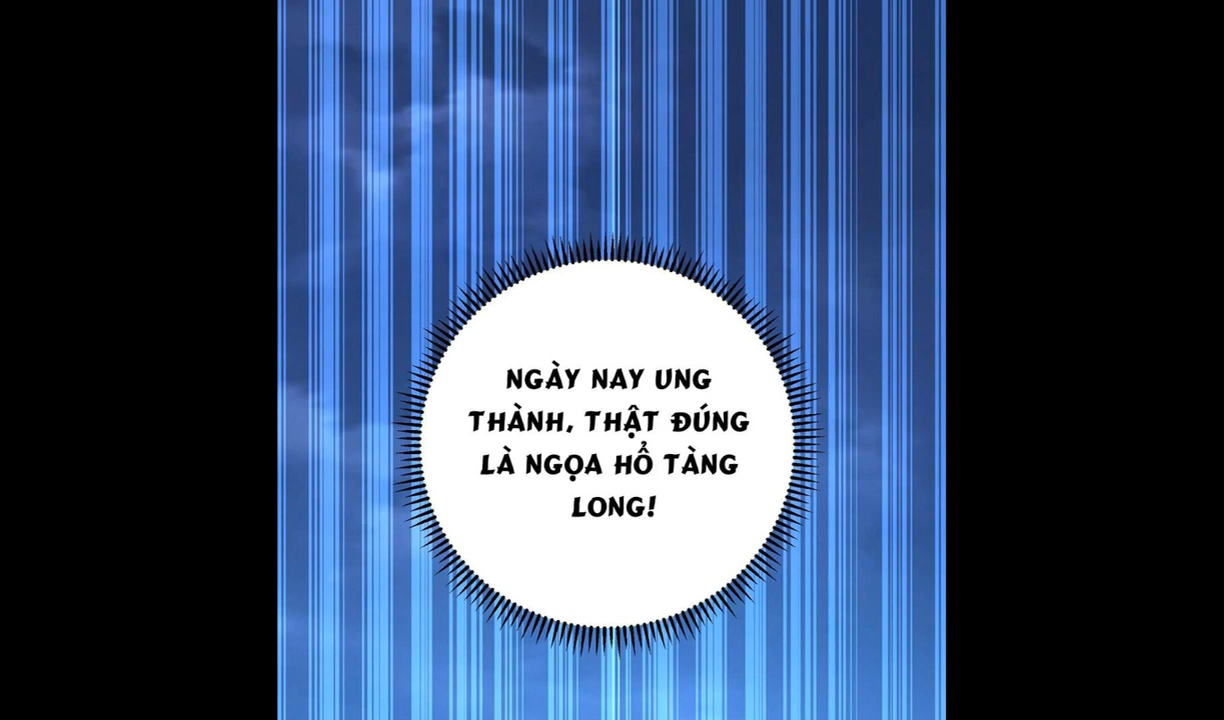 NGÀY NAY UNG
THÀNH, THẬT ĐÚNG
LÀ NGỌA HỔ TÀNG
LONG!